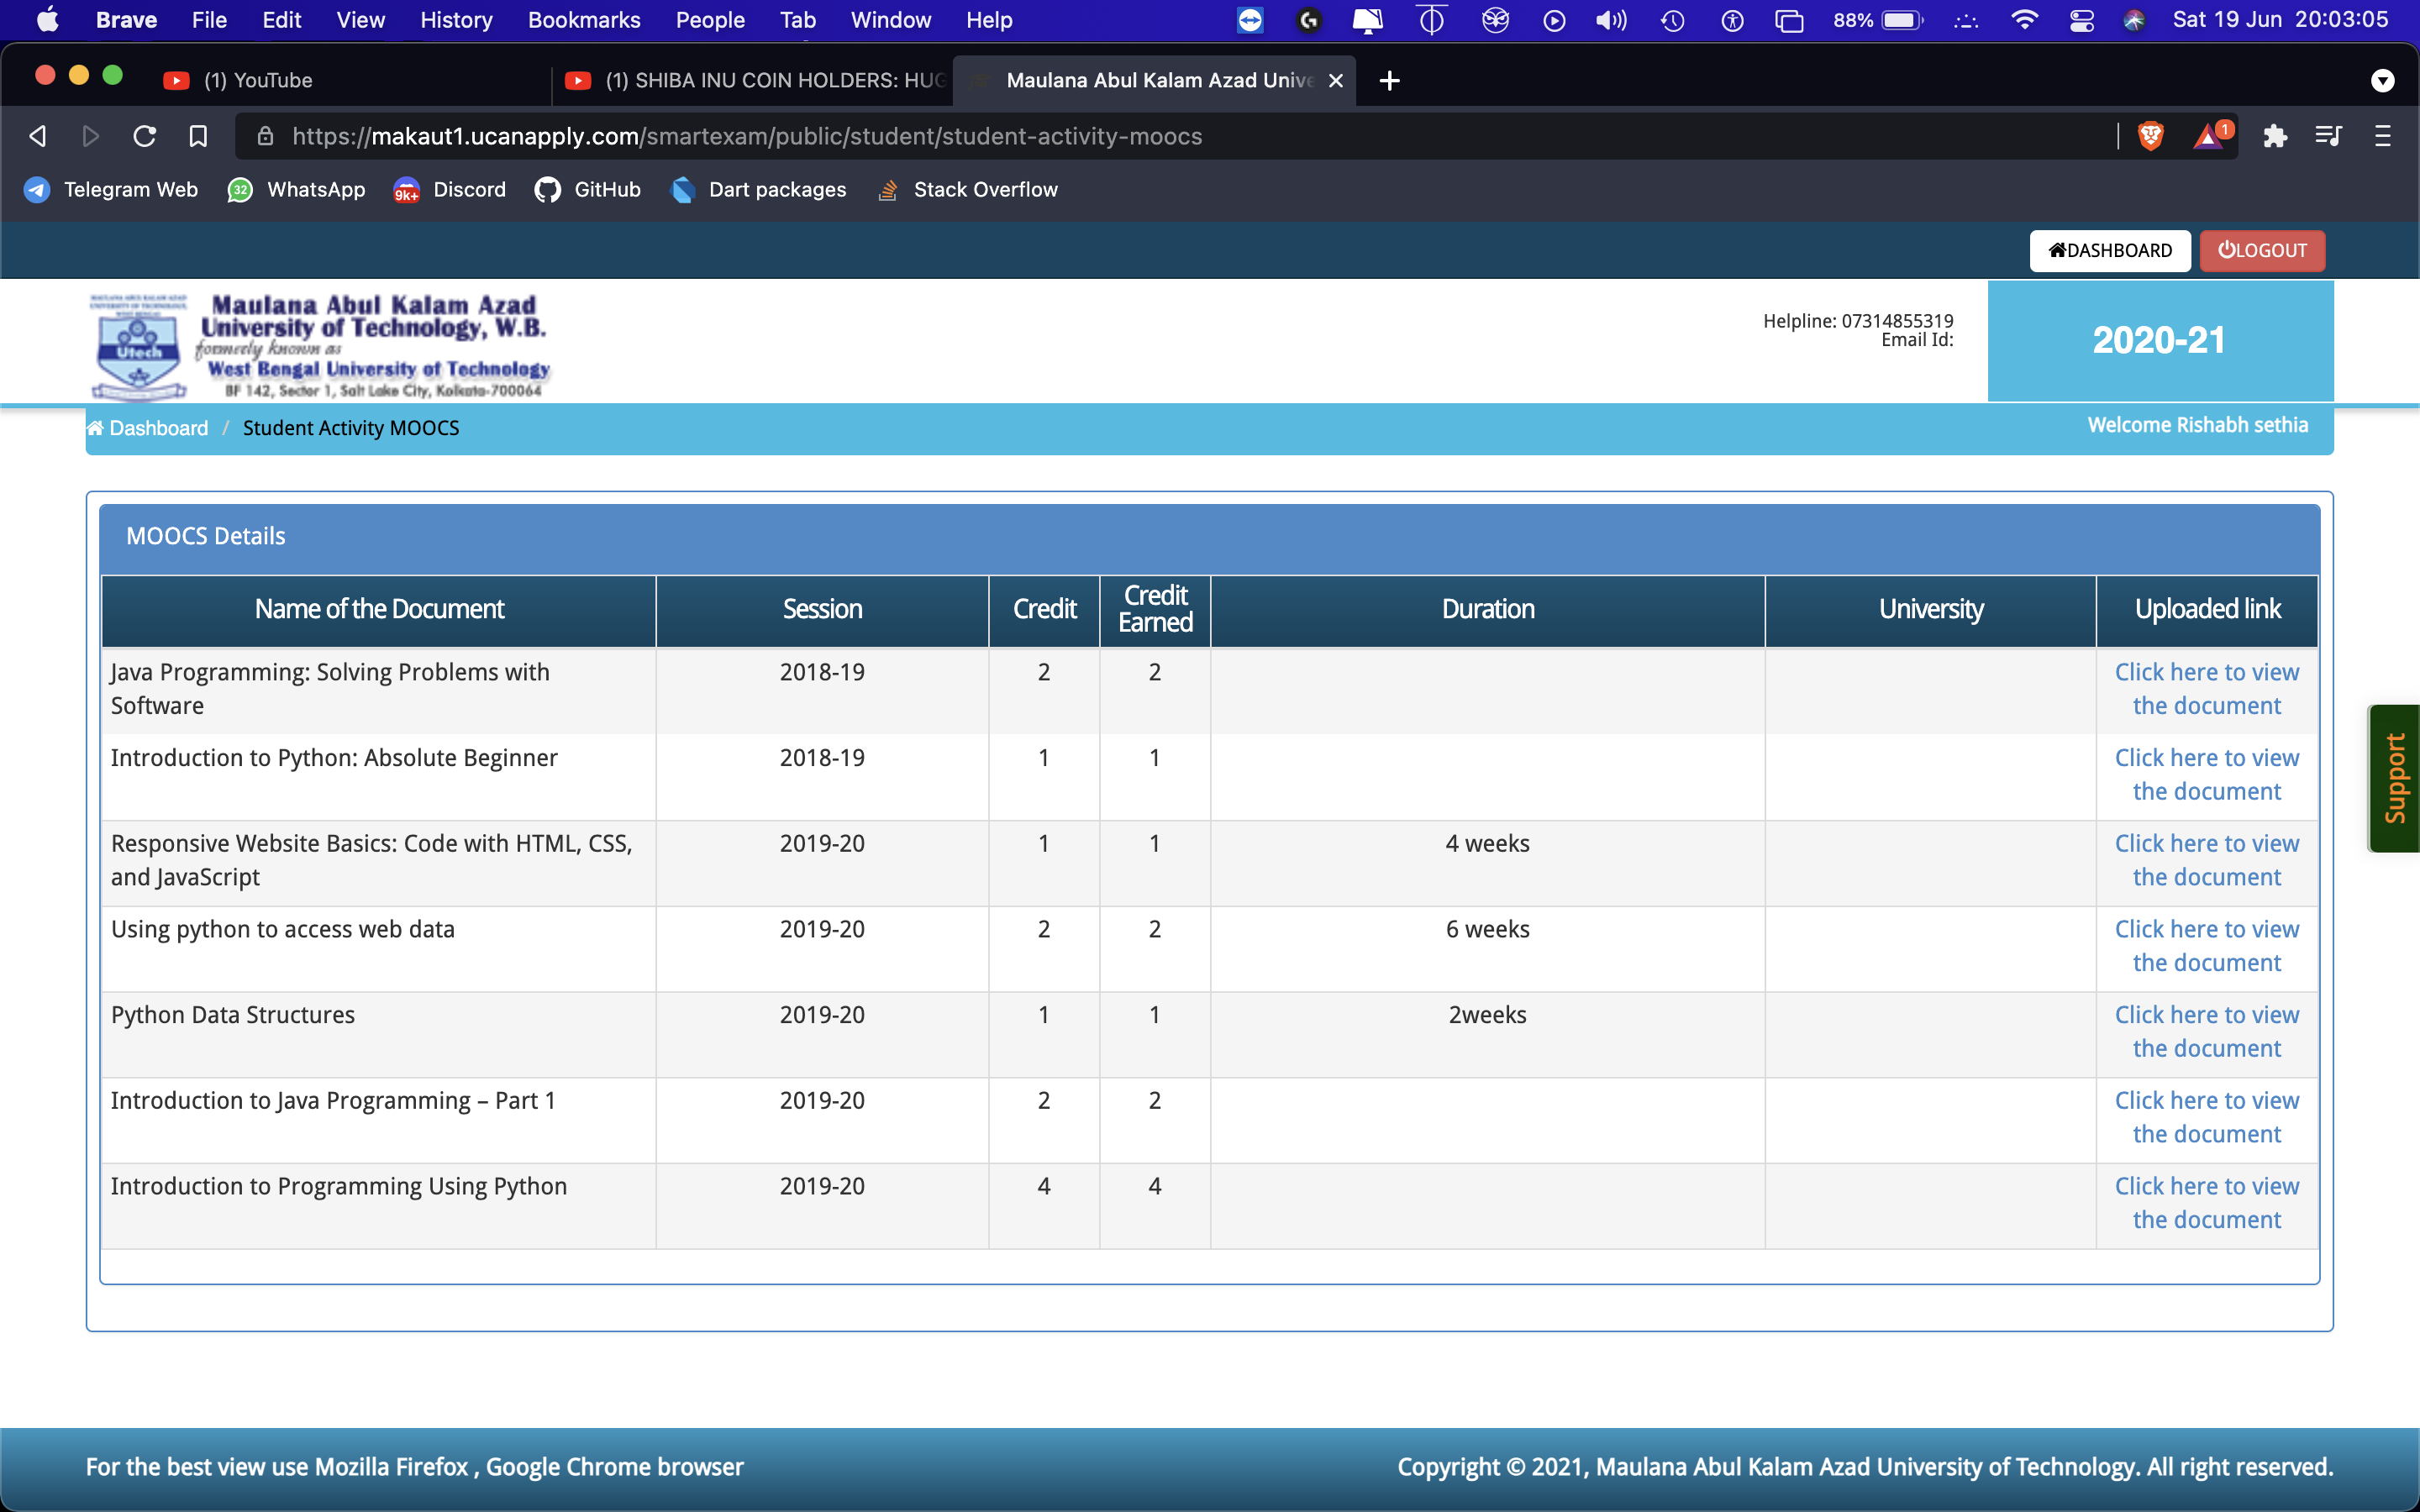 Brave File Edit View History Bookmarks People Tab Window Help 88% Sat 19 Jun 20:03:05
(1) YouTube (1) SHIBA INU COIN HOLDERS: HUG Maulana Abul Kalam Azad Unive
https://makaut1.ucanapply.com/smartexam/public/student/student-activity-moocs 1
Telegram Web 32 WhatsApp 9k+ Discord GitHub Dart packages Stack Overflow
DASHBOARD LOGOUT
Maulana Abul Kalam Azad
University of Technology, W.B.
formerly known as
West Bengal University of Technology
BF 142, Sector 1, Salt Lake City, Kolkata-700064
Utech
Helpline: 07314855319
Email Id:
2020-21
Dashboard / Student Activity MOOCS
Welcome Rishabh sethia
MOOCS Details
Name of the Document Session Credit Credit Earned Duration University Uploaded link
Java Programming: Solving Problems with 2018-19 2 2 Click here to view
Software the document
Introduction to Python: Absolute Beginner 2018-19 1 1 Click here to view
the document
Responsive Website Basics: Code with HTML, CSS, 2019-20 1 1 4 weeks Click here to view
and JavaScript the document
Using python to access web data 2019-20 2 2 6 weeks Click here to view
the document
Python Data Structures 2019-20 1 1 2weeks Click here to view
the document
Introduction to Java Programming – Part 1 2019-20 2 2 Click here to view
the document
Introduction to Programming Using Python 2019-20 4 4 Click here to view
the document
Support
For the best view use Mozilla Firefox , Google Chrome browser
Copyright © 2021, Maulana Abul Kalam Azad University of Technology. All right reserved.